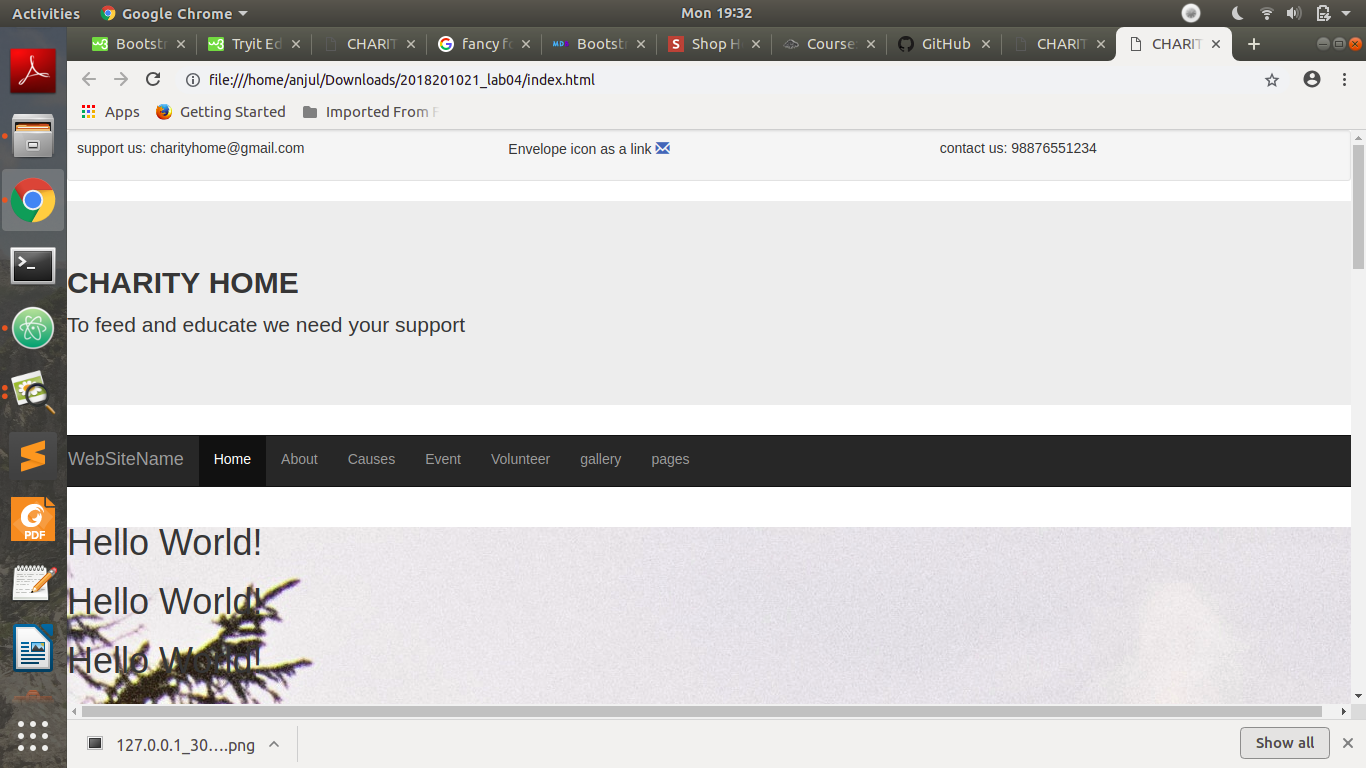 Activities Google Chrome Mon 19:32
Bootstr Tryit Ed CHARIT fancy fo Bootst Shop H Course: GitHub CHARIT CHARIT
file:///home/anjul/Downloads/2018201021_lab04/index.html
Apps Getting Started Imported From F
support us: charityhome@gmail.com Envelope icon as a link contact us: 98876551234
CHARITY HOME
To feed and educate we need your support
WebSiteName Home About Causes Event Volunteer gallery pages
Hello World!
Hello World!
Hello World!
PDF
127.0.0.1_30....png Show all